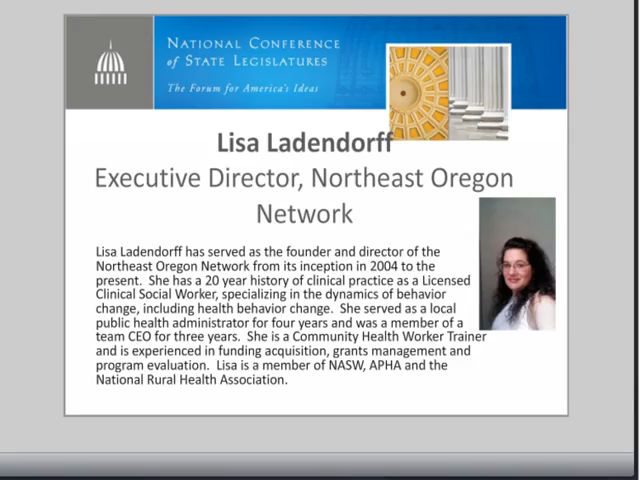 NATIONAL CONFERENCE
of STATE LEGISLATURES
The Forum for America's Ideas
Lisa Ladendorff
Executive Director, Northeast Oregon
Network
Lisa Ladendorff has served as the founder and director of the
Northeast Oregon Network from its inception in 2004 to the
present.  She has a 20 year history of clinical practice as a Licensed
Clinical Social Worker, specializing in the dynamics of behavior
change, including health behavior change.  She served as a local
public health administrator for four years and was a member of a
team CEO for three years.  She is a Community Health Worker Trainer
and is experienced in funding acquisition, grants management and
program evaluation.  Lisa is a member of NASW, APHA and the
National Rural Health Association.